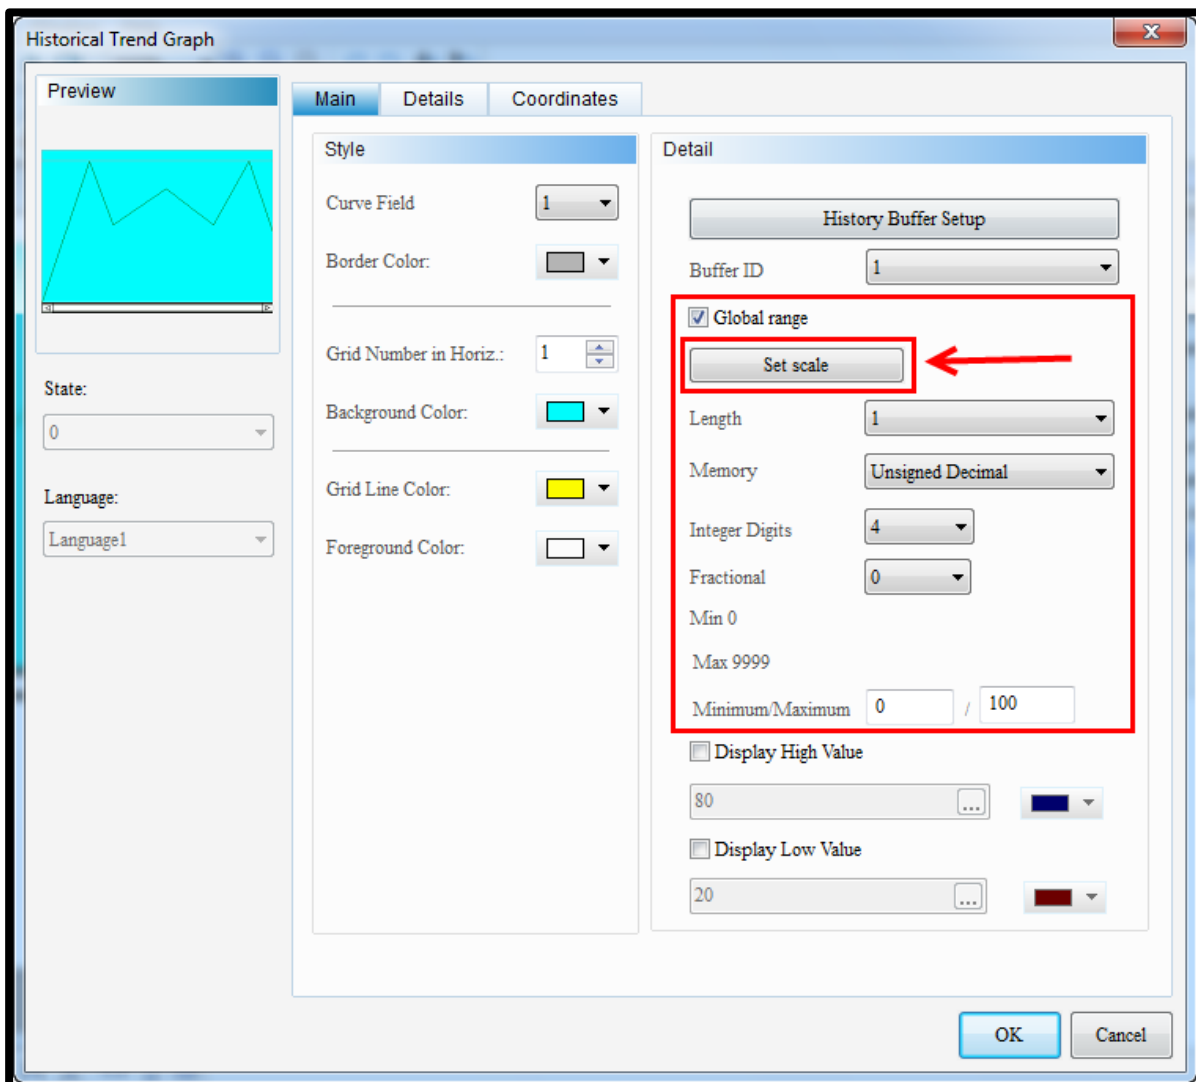 Historical Trend Graph
Preview
State:
0
Language:
Language1
Main
Details
Coordinates
Style
Curve Field
1
Border Color:
Grid Number in Horiz.:
1
Background Color:
Grid Line Color:
Foreground Color:
Detail
History Buffer Setup
Buffer ID
1
Global range
Set scale
Length
1
Memory
Unsigned Decimal
Integer Digits
4
Fractional
0
Min 0
Max 9999
Minimum/Maximum
0
/
100
Display High Value
80
...
Display Low Value
20
...
OK
Cancel